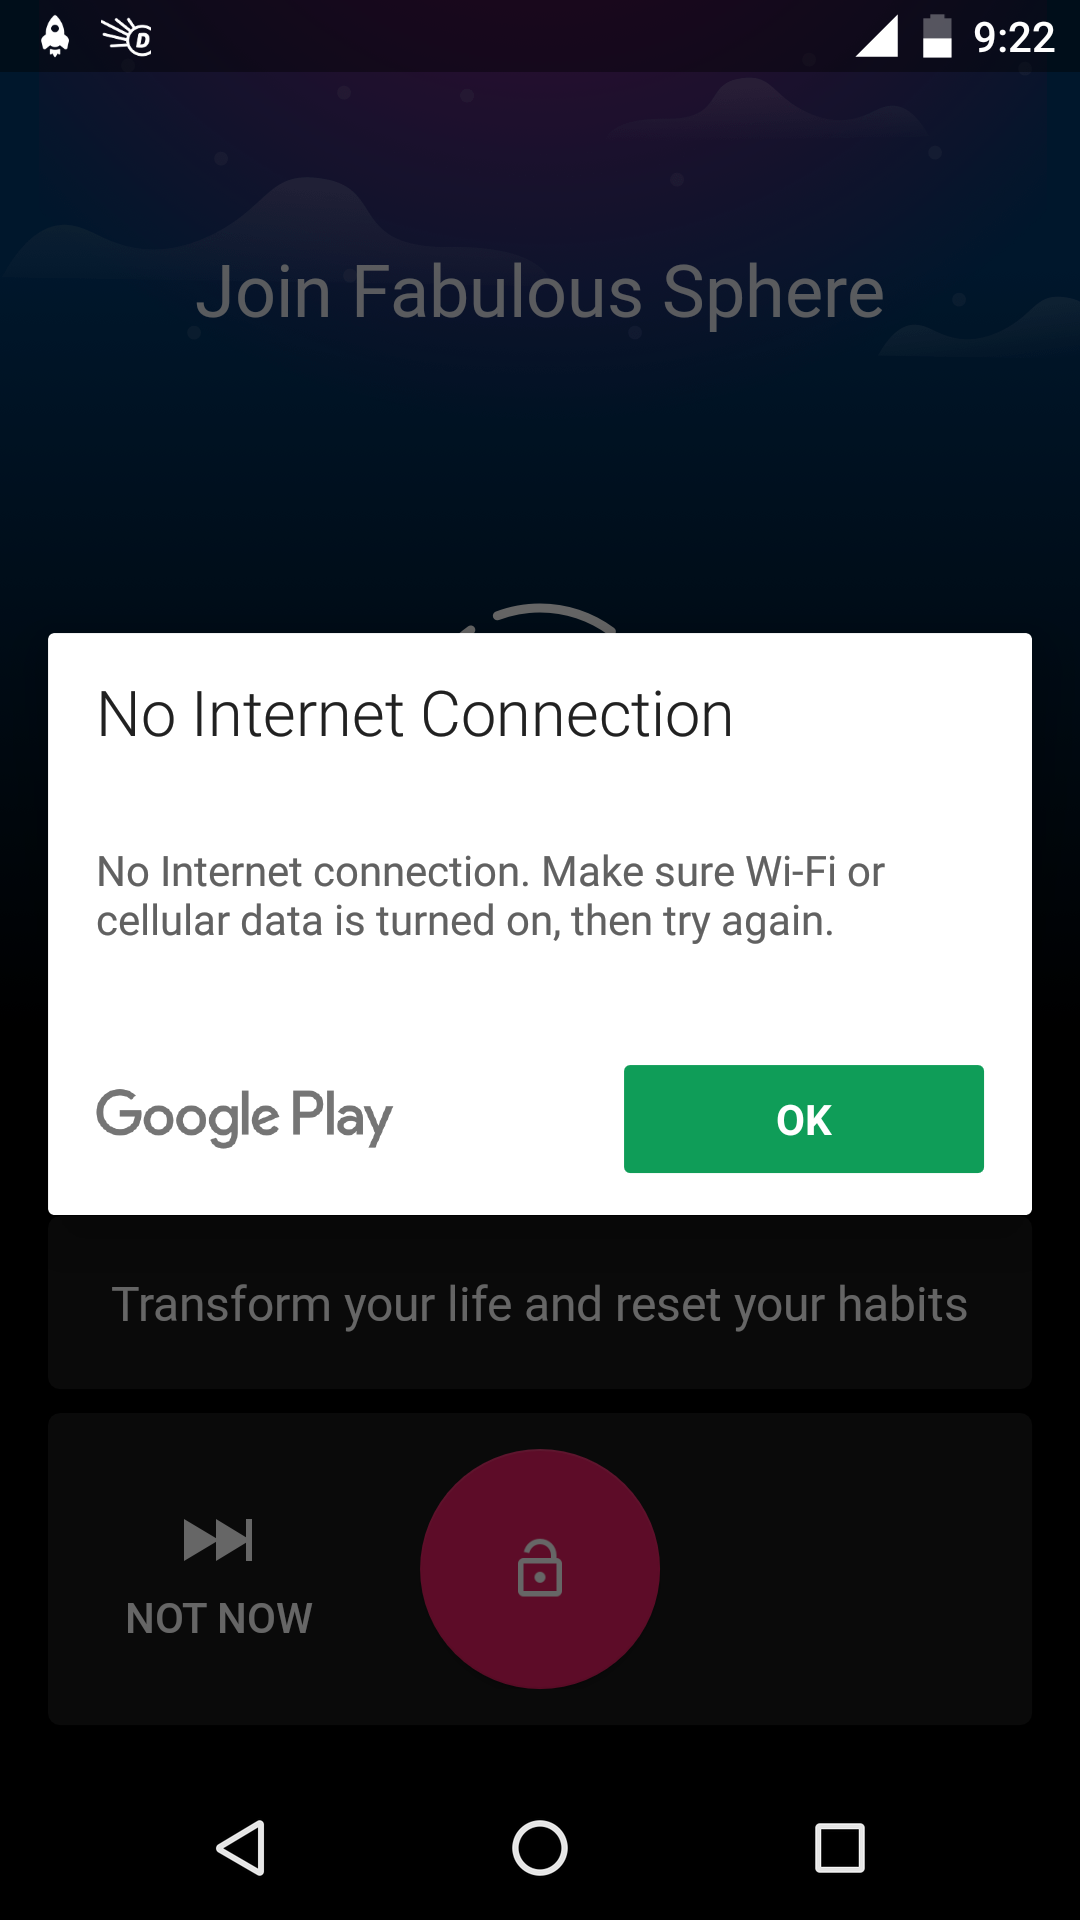 9:22
Join Fabulous Sphere
No Internet Connection
No Internet connection. Make sure Wi-Fi or
cellular data is turned on, then try again.
Google Play
OK
Transform your life and reset your habits
NOT NOW